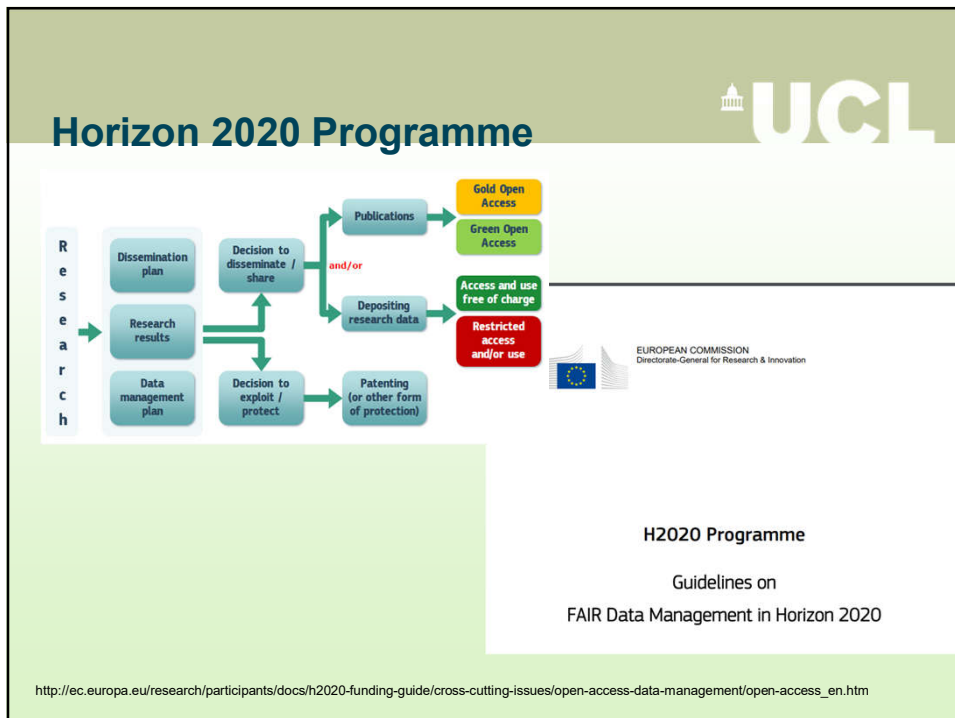 UCL
Horizon 2020 Programme
Research
Dissemination
plan
Research
results
Data
management
plan
Decision to
disseminate /
share
Decision to
exploit /
protect
and/or
Publications
Depositing
research data
Patenting
(or other form
of protection)
Gold Open
Access
Green Open
Access
Access and use
free of charge
Restricted
access
and/or use
EUROPEAN COMMISSION
Directorate-General for Research & Innovation
H2020 Programme
Guidelines on
FAIR Data Management in Horizon 2020
http://ec.europa.eu/research/participants/docs/h2020-funding-guide/cross-cutting-issues/open-access-data-management/open-access_en.htm